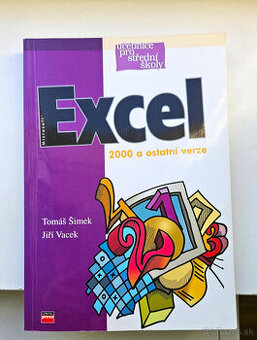 učebnice
pro
střední
školy
Microsoft
Excel
2000 a ostatní verze
Tomáš Šimek
Jiří Vacek